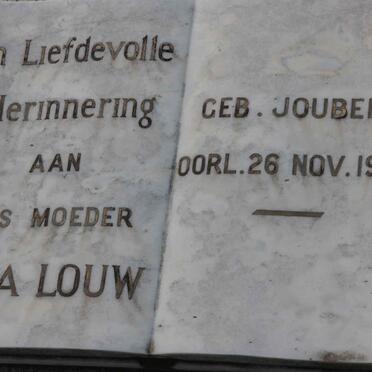 n Liefdevolle
Herinnering
AAN
S MOEDER
A LOUW
GEB. JOUBE
OORL. 26 NOV. 19